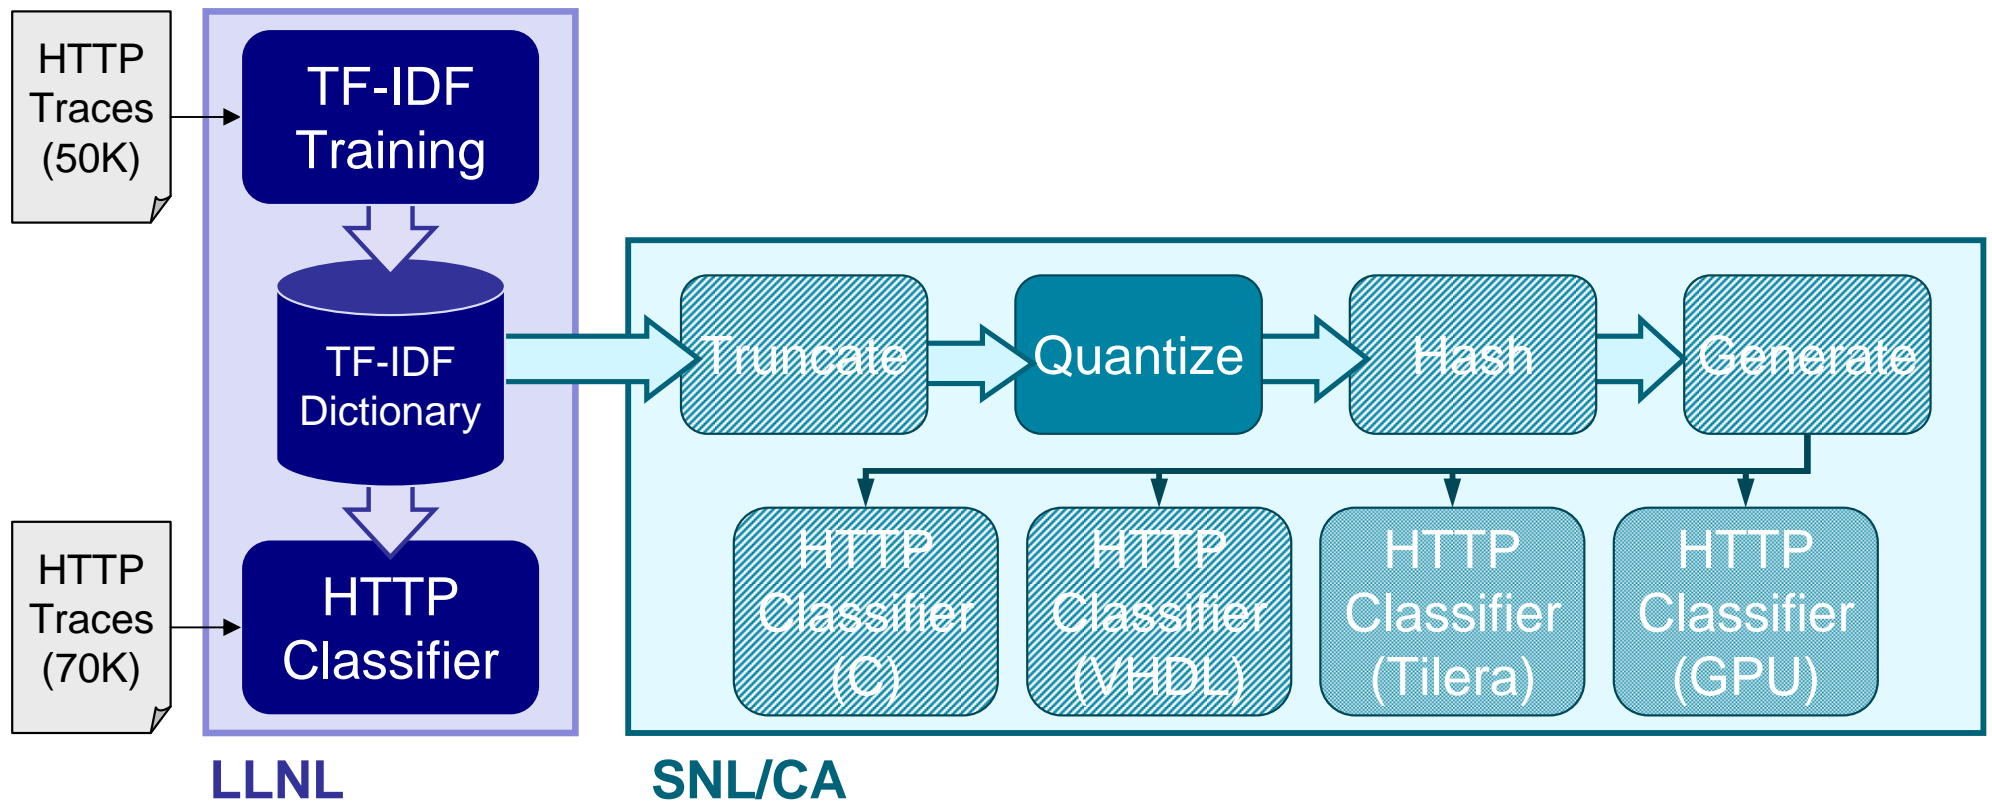 HTTP
Traces
(50K)
TF-IDF
Training
TF-IDF
Dictionary
HTTP
Traces
(70K)
HTTP
Classifier
LLNL
Truncate
Quantize
Hash
Generate
HTTP
Classifier
(C)
HTTP
Classifier
(VHDL)
HTTP
Classifier
(Tilera)
HTTP
Classifier
(GPU)
SNL/CA